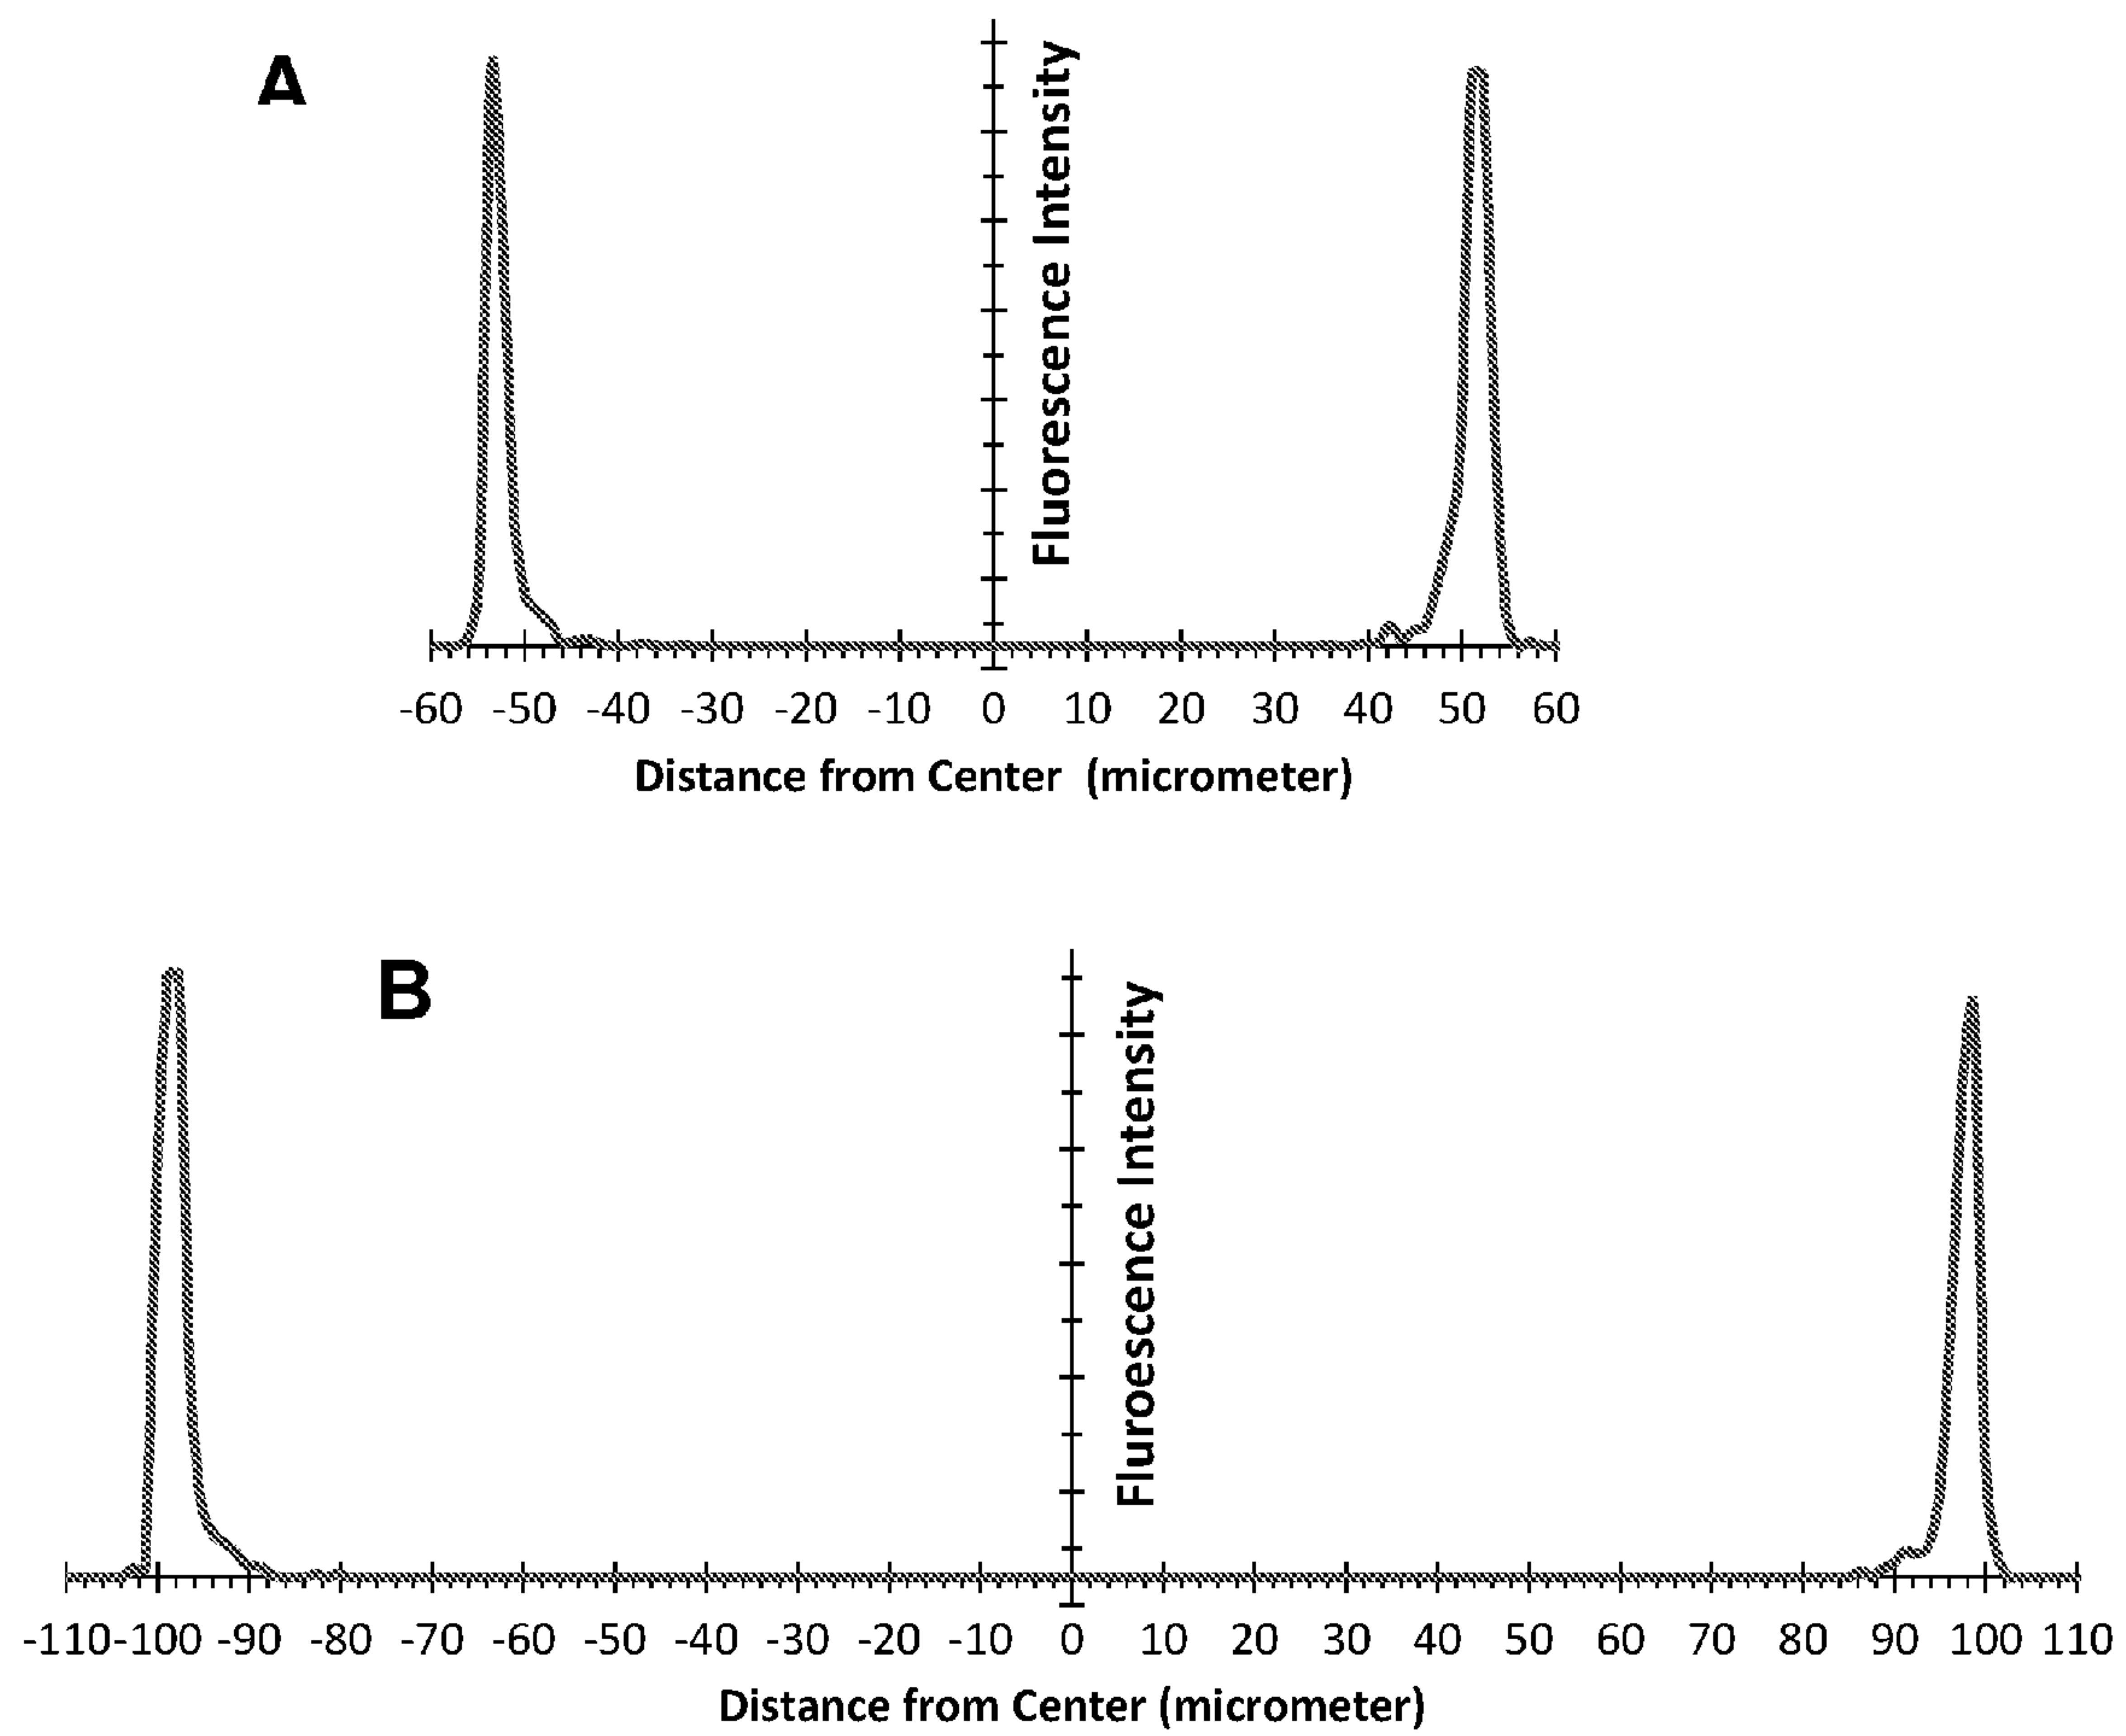 A
Fluorescence Intensity
-60 -50 -40 -30 -20 -10 0 10 20 30 40 50 60
Distance from Center (micrometer)
B
Fluroescence Intensity
-110 -100 -90 -80 -70 -60 -50 -40 -30 -20 -10 0 10 20 30 40 50 60 70 80 90 100 110
Distance from Center (micrometer)